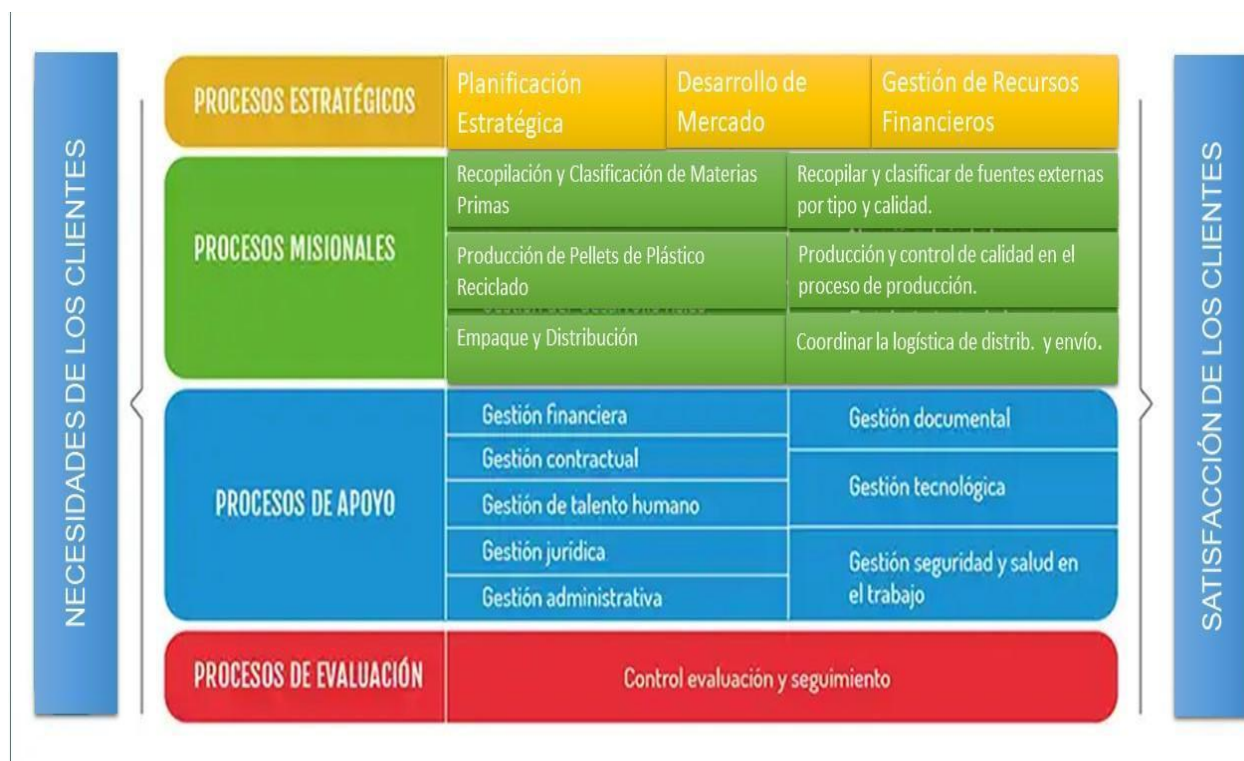 NECESIDADES DE LOS CLIENTES
PROCESOS ESTRATÉGICOS
Planificación
Estratégica
Desarrollo de
Mercado
Gestión de Recursos
Financieros
PROCESOS MISIONALES
Recopilación y Clasificación de Materias
Primas
Recopilar y clasificar de fuentes externas
por tipo y calidad.
Producción de Pellets de Plástico
Reciclado
Producción y control de calidad en el
proceso de producción.
Empaque y Distribución
Coordinar la logística de distrib. y envío.
PROCESOS DE APOYO
Gestión financiera
Gestión contractual
Gestión de talento humano
Gestión jurídica
Gestión administrativa
Gestión documental
Gestión tecnológica
Gestión seguridad y salud en
el trabajo
PROCESOS DE EVALUACIÓN
Control evaluación y seguimiento
SATISFACCIÓN DE LOS CLIENTES